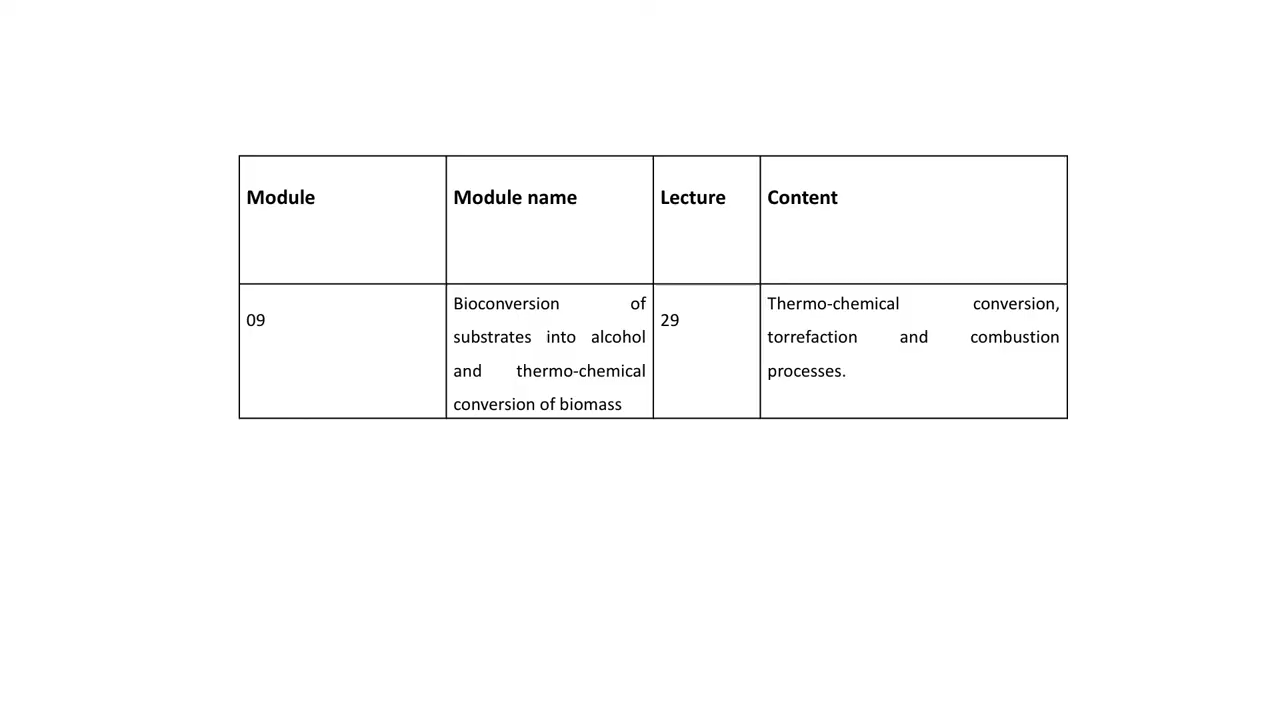 Module Module name Lecture Content
09
Bioconversion of
substrates into alcohol
and thermo-chemical
conversion of biomass
29
Thermo-chemical conversion,
torrefaction and combustion
processes.